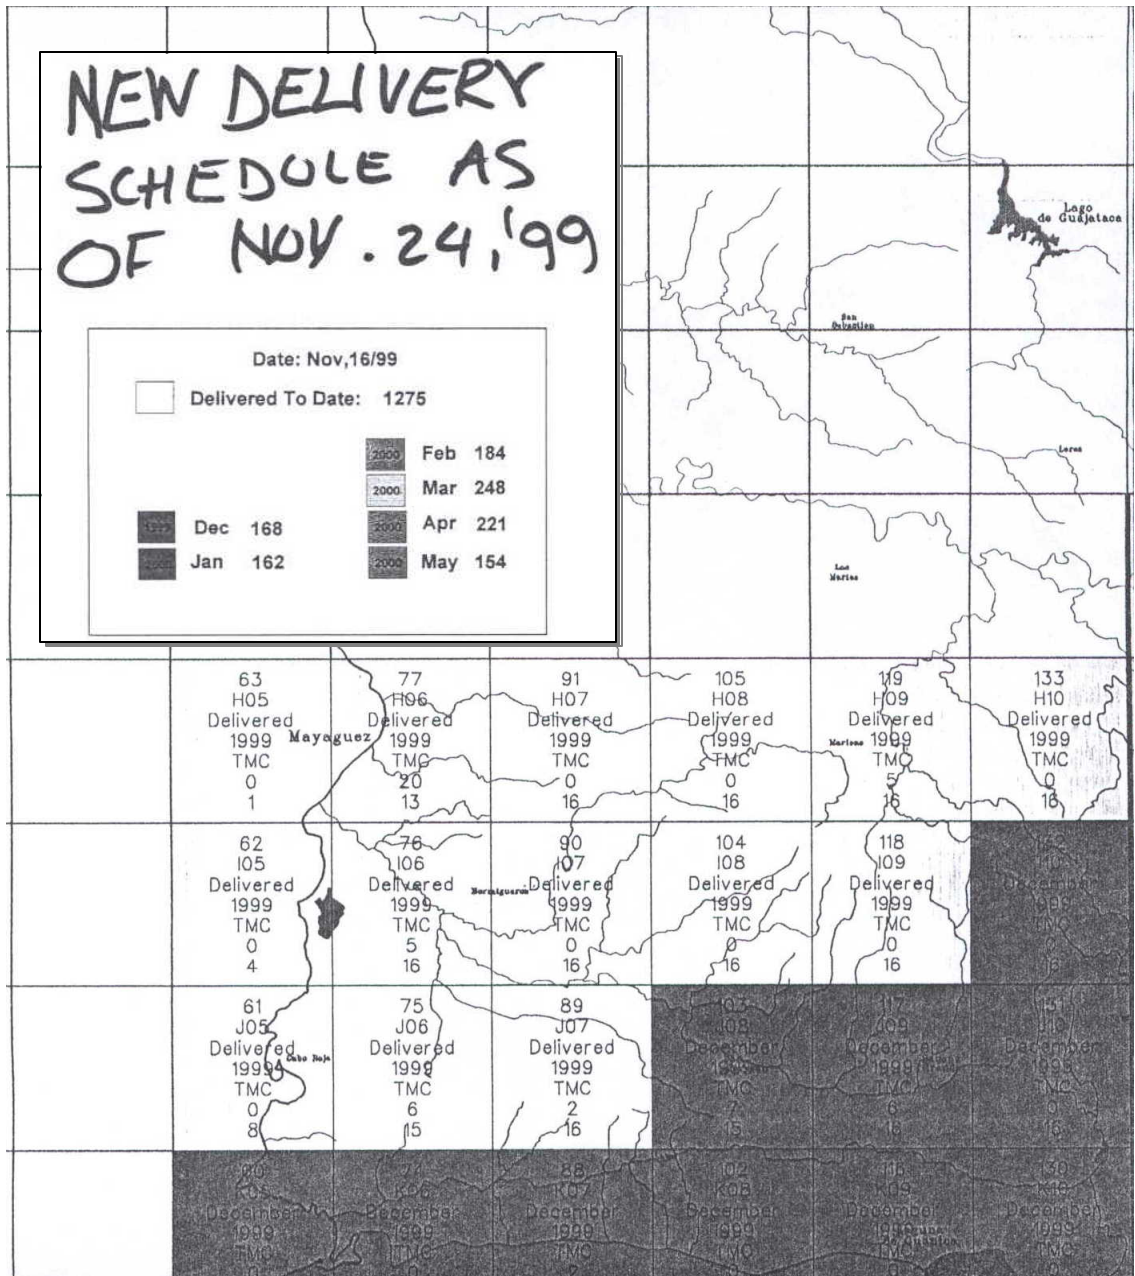 NEW DELIVERY
SCHEDULE AS
OF NOV. 24, '99
Date: Nov,16/99
Delivered To Date: 1275
2000 Feb 184
2000 Mar 248
Dec 168
2000 Apr 221
Jan 162
2000 May 154
Lago
de Guajataca
San
Lares
Las
Marias
63 77 91 105 119 133
H05 H06 H07 H08 H09 H10
Delivered Delivered Delivered Delivered Delivered Delivered
Mayaguez
1999 1999 1999 1999 1999 1999
TMC TMC TMC TMC TMC TMC
0 20 0 0 5 0
1 13 16 16 16 16
62 76 90 104 118
I05 I06 I07 I08 I09
Delivered Delivered Delivered Delivered Delivered
1999 1999 1999 1999 1999
TMC TMC TMC TMC TMC
0 5 0 0 0
4 16 16 16 16
61 75 89 103 117 131
J05 J06 J07 J08 J09
Delivered Delivered Delivered December December December
Cabo Roja
1999 1999 1999 1999 1999 1999
TMC TMC TMC TMC TMC TMC
0 6 2 7 6 0
8 15 16 15 16 16
74 88 102 116 130
K06 K07 K08 K09 K10
December December December December December December
1999 1999 1999 1999 1999 1999
TMC TMC TMC TMC TMC TMC